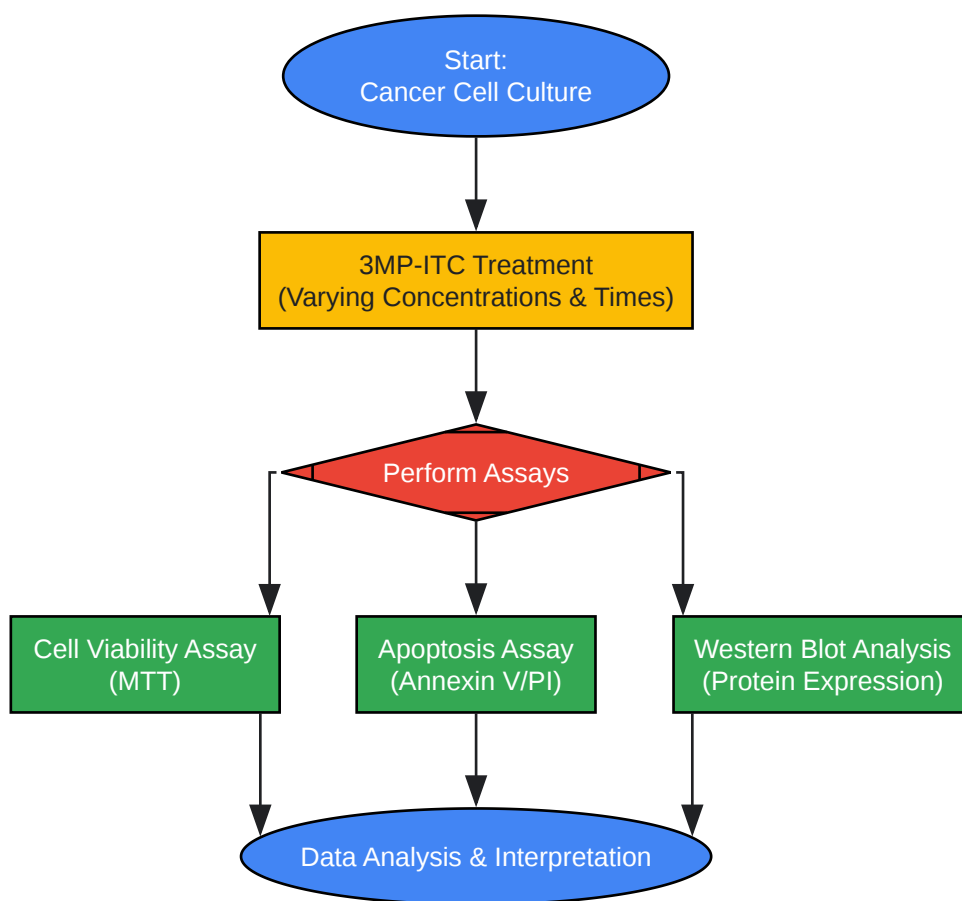 Start:
Cancer Cell Culture
3MP-ITC Treatment
(Varying Concentrations & Times)
Perform Assays
Cell Viability Assay
(MTT)
Apoptosis Assay
(Annexin V/PI)
Western Blot Analysis
(Protein Expression)
Data Analysis & Interpretation